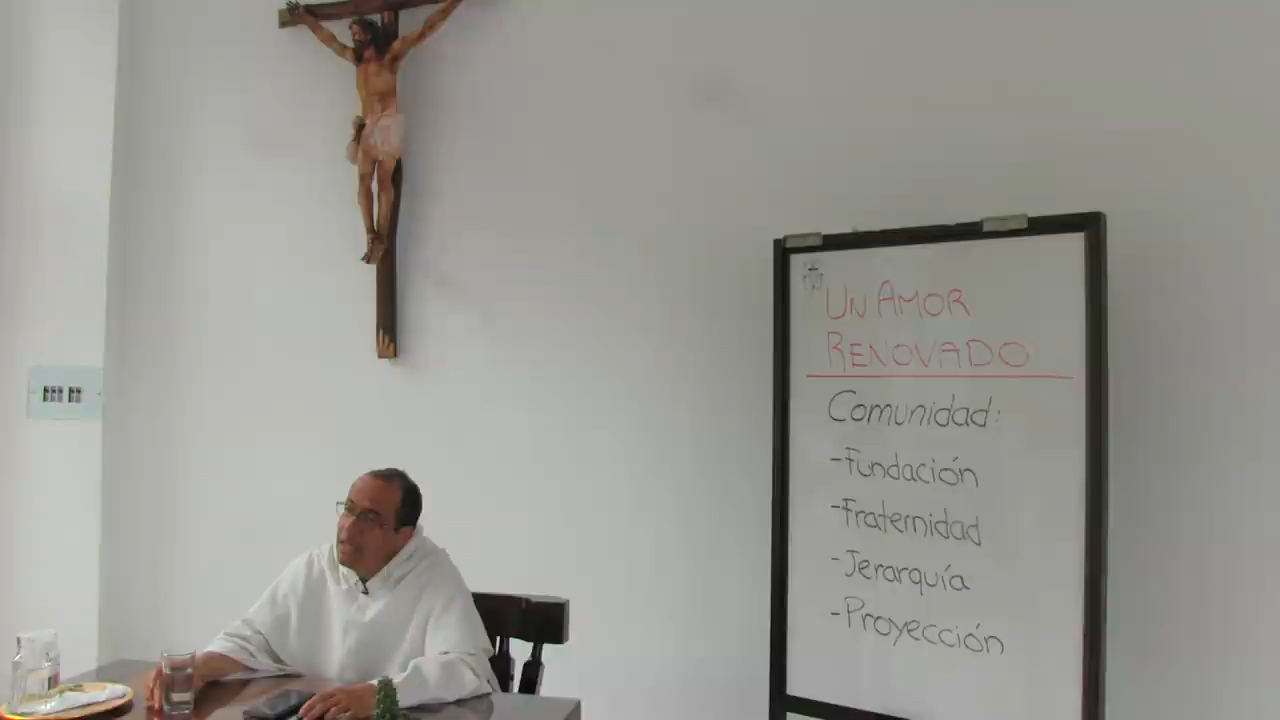 UN AMOR
RENOVADO
Comunidad:
-Fundación
-Fraternidad
-Jerarquía
-Proyección